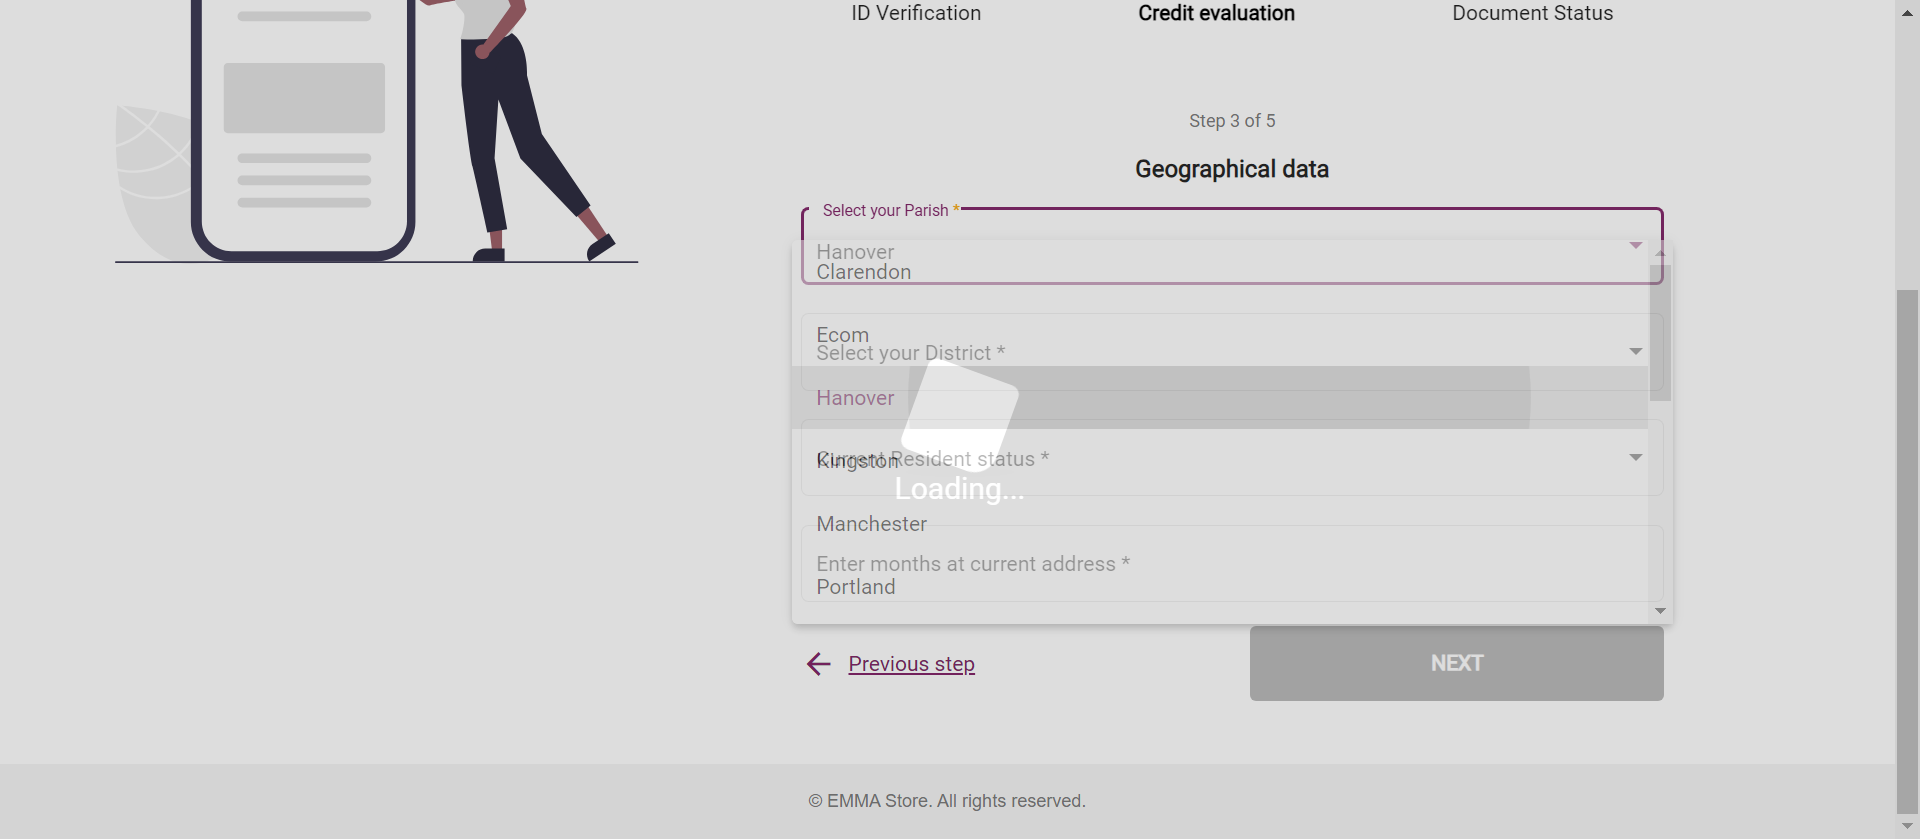 ID Verification
Credit evaluation
Document Status
Step 3 of 5
Geographical data
Select your Parish *
Hanover
Clarendon
Ecom
Select your District *
Hanover
Current Resident status *
Kingston
Loading...
Manchester
Enter months at current address *
Portland
Previous step
NEXT
© EMMA Store. All rights reserved.